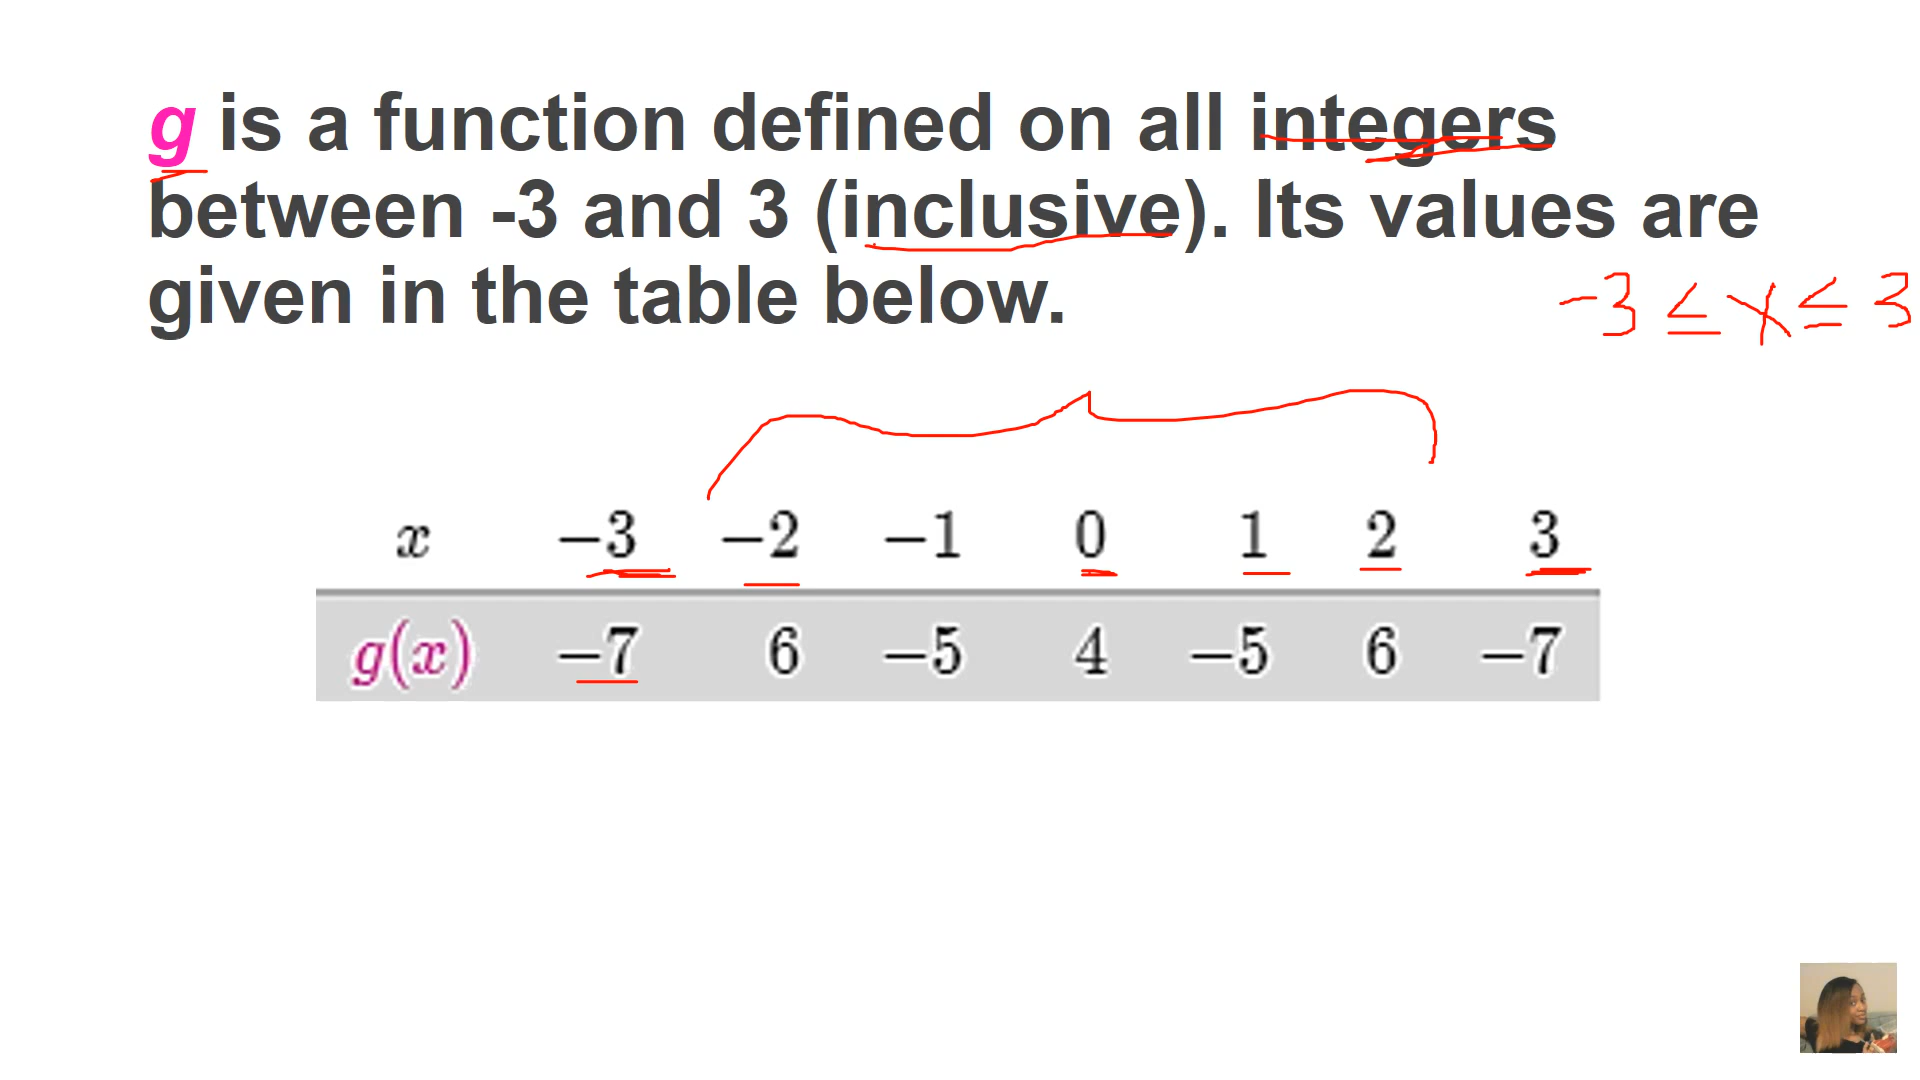 g is a function defined on all integers
between -3 and 3 (inclusive). Its values are
given in the table below.
-3 ≤ x ≤ 3
x −3 −2 −1 0 1 2 3
g(x) −7 6 −5 4 −5 6 −7